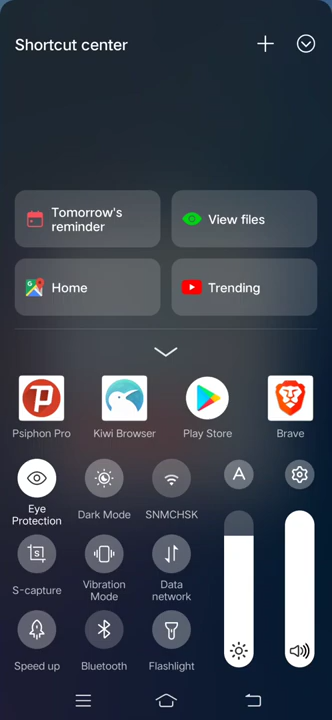 Shortcut center
Tomorrow's
reminder
View files
Home
Trending
Psiphon Pro
Kiwi Browser
Play Store
Brave
A
Eye
Protection
Dark Mode
SNMCHSK
S
S-capture
Vibration
Mode
Data
network
Speed up
Bluetooth
Flashlight